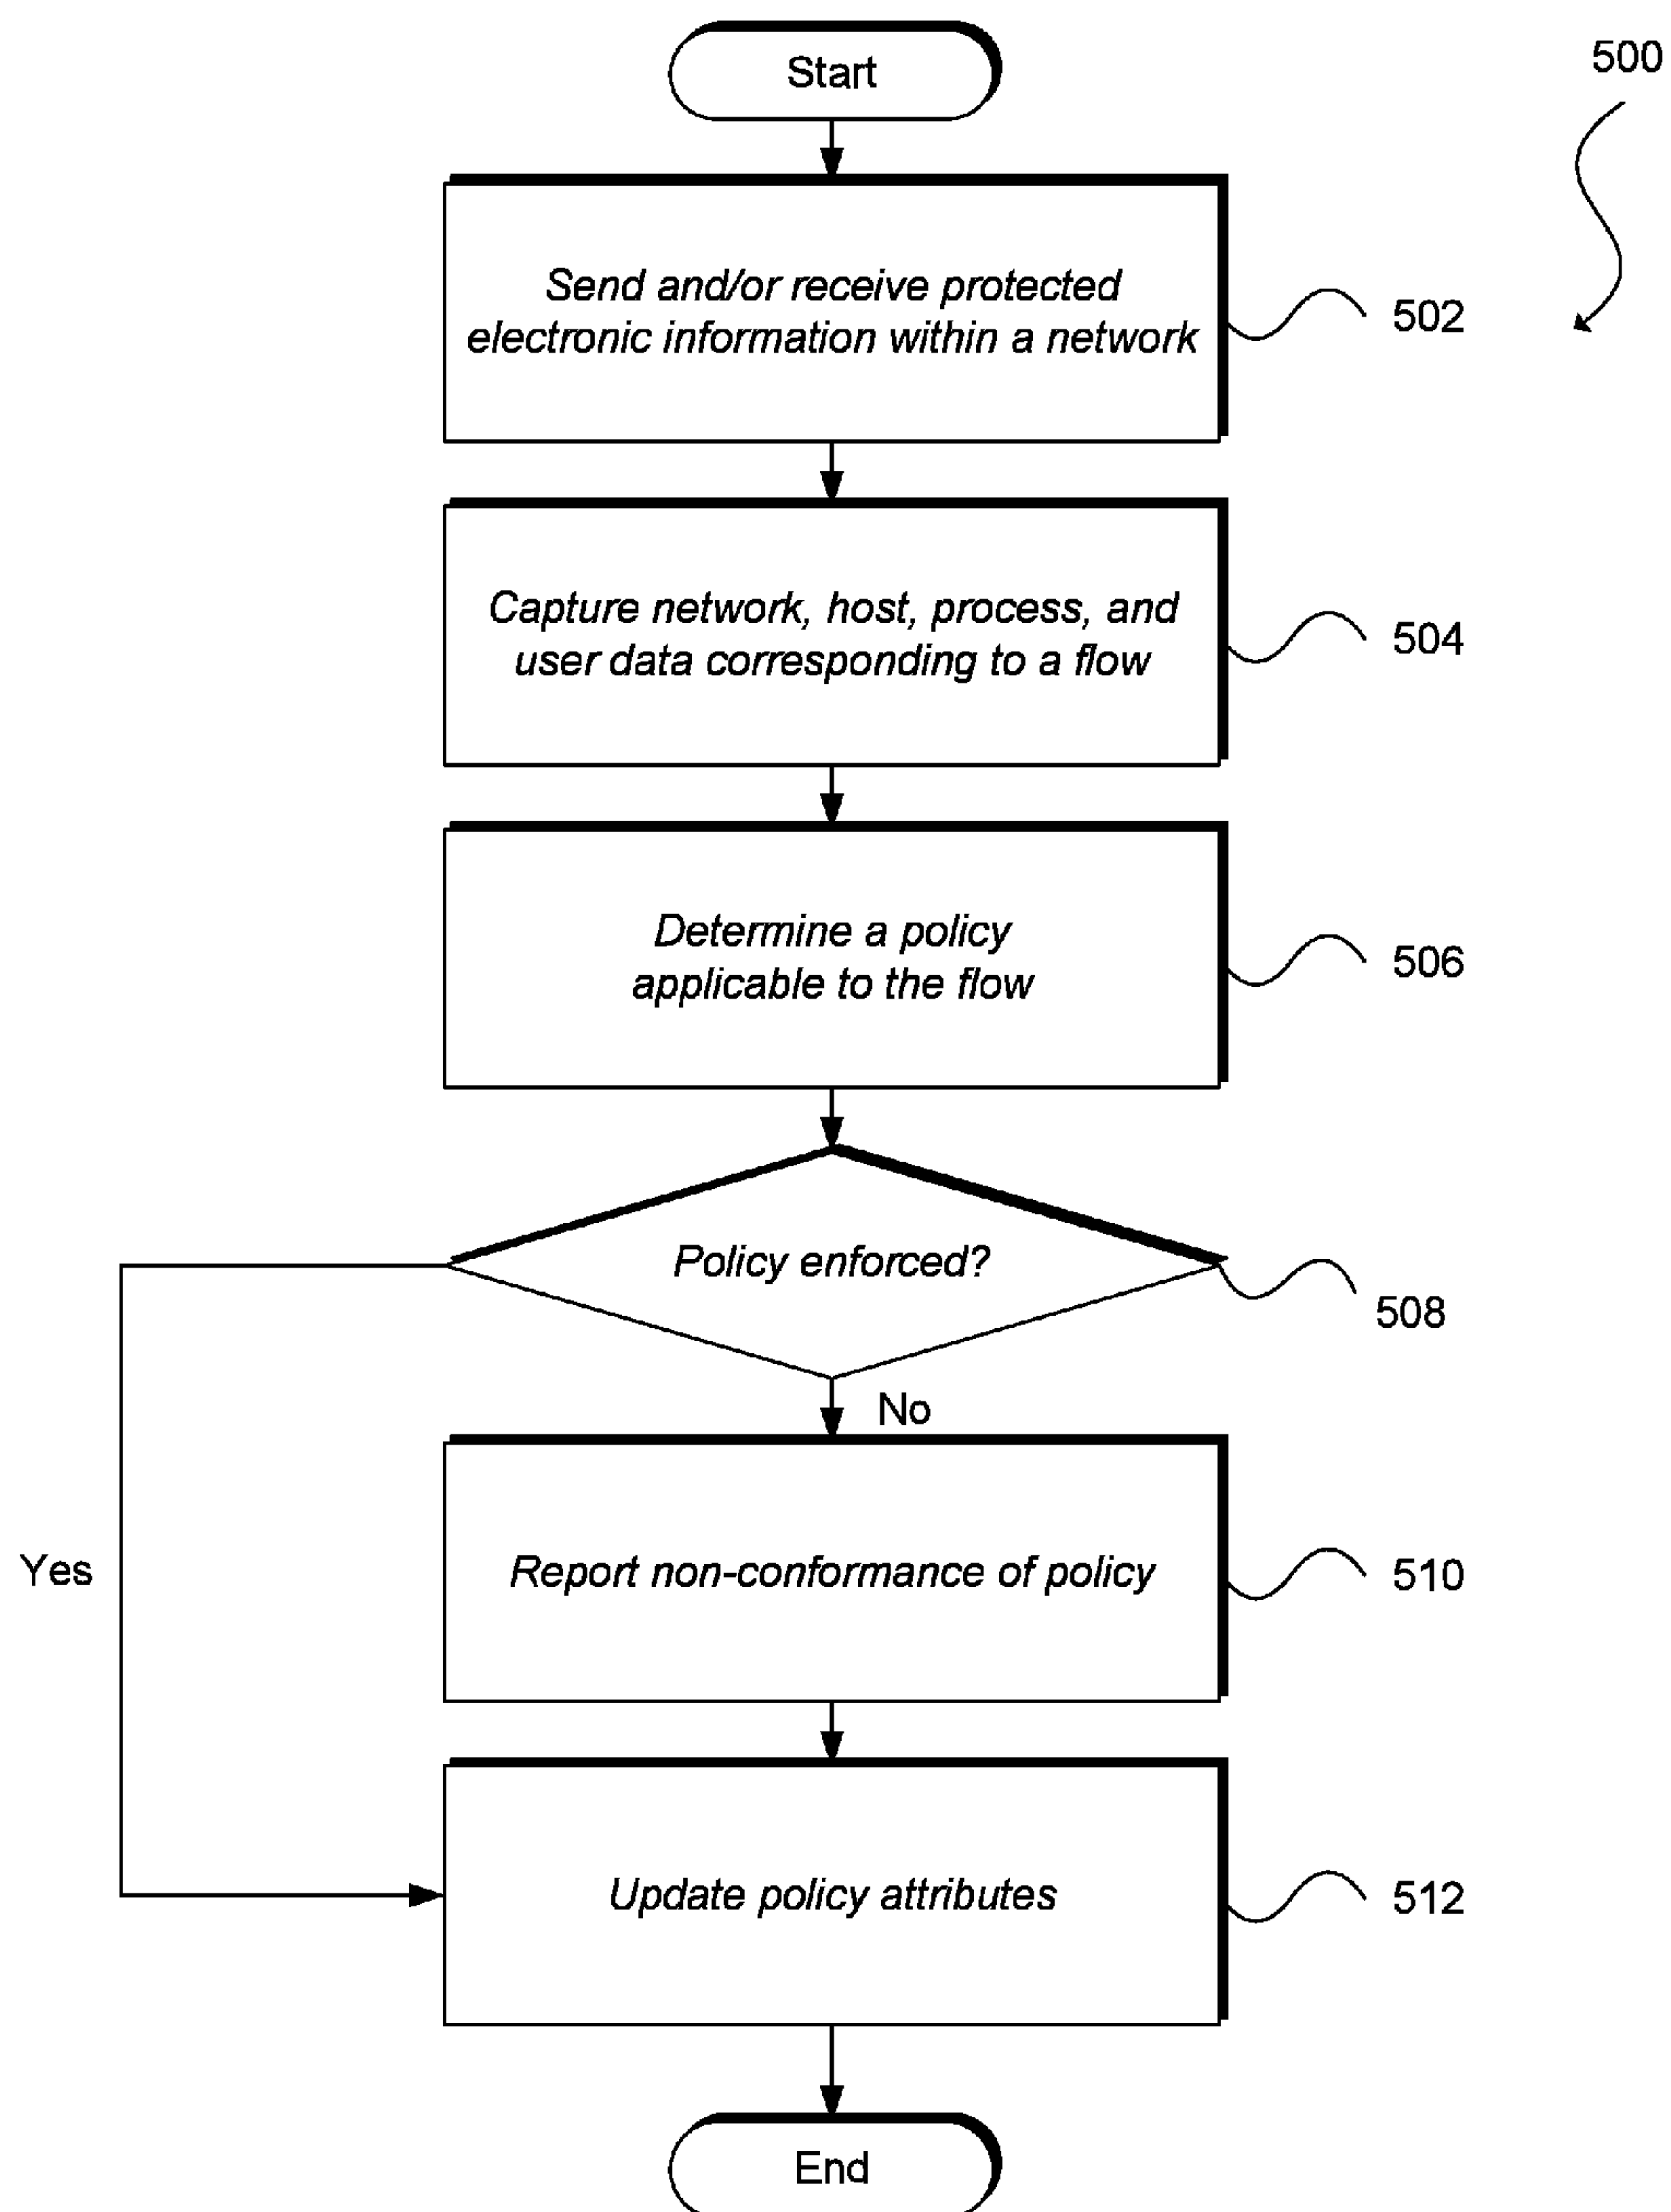 Start
500
Send and/or receive protected
electronic information within a network
502
Capture network, host, process, and
user data corresponding to a flow
504
Determine a policy
applicable to the flow
506
Policy enforced?
508
No
Yes
Report non-conformance of policy
510
Update policy attributes
512
End